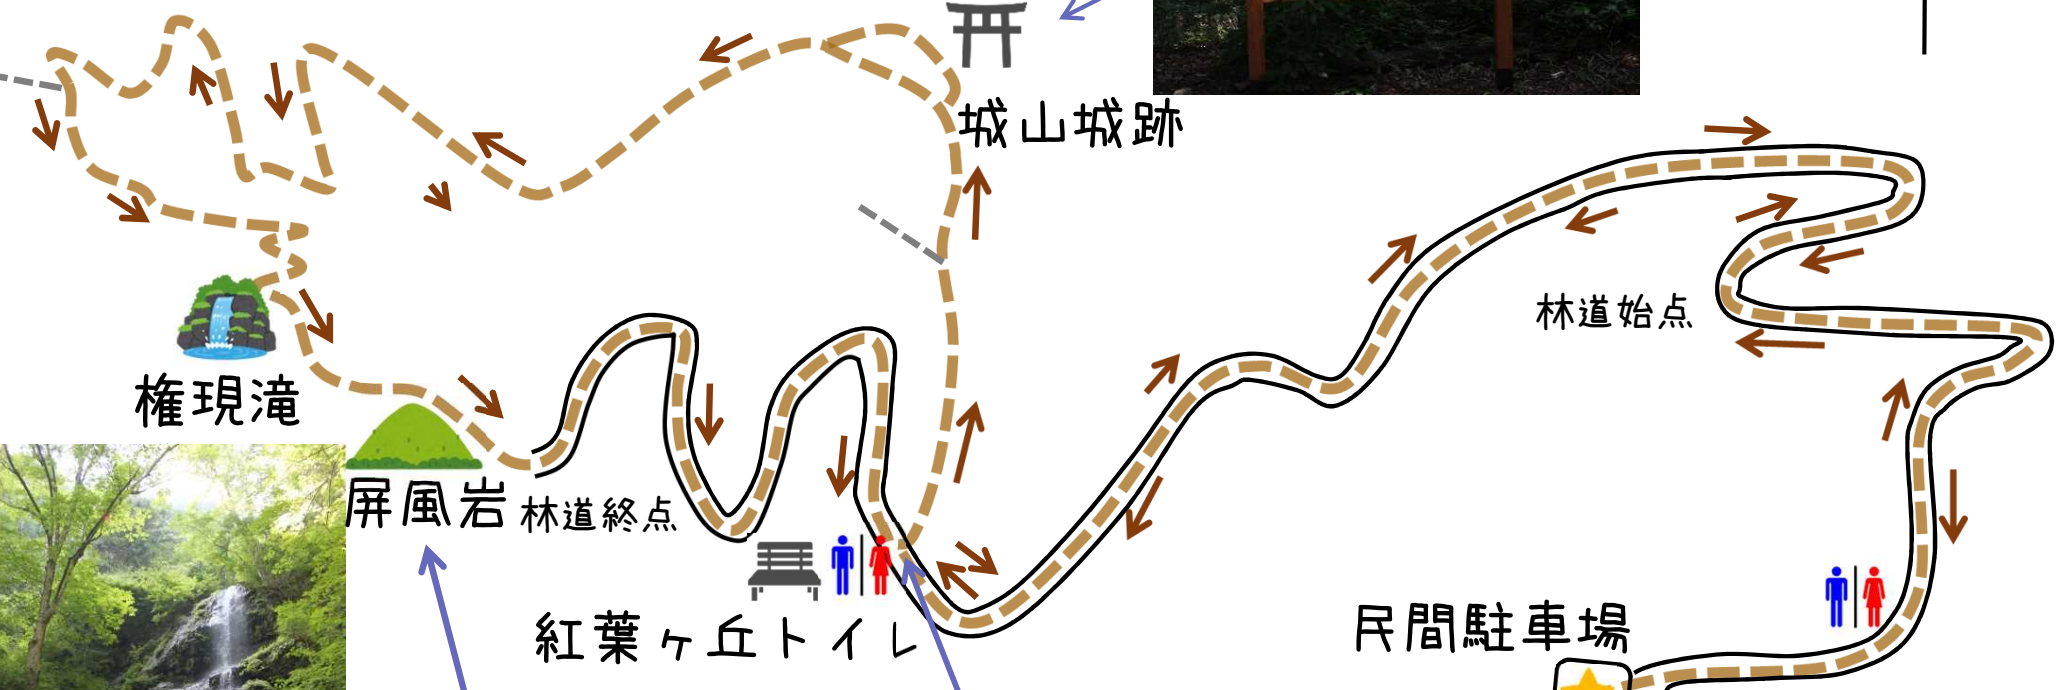 城山城跡
林道始点
権現滝
屏風岩
林道終点
紅葉ヶ丘トイレ
民間駐車場